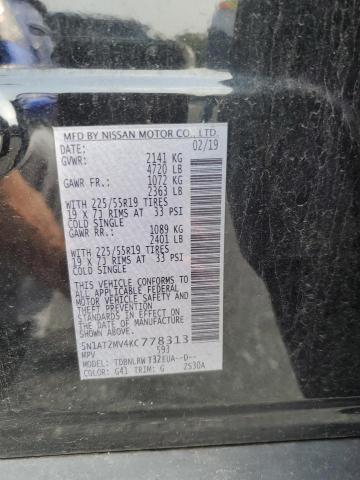 MFD BY NISSAN MOTOR CO., LTD.
DATE: 02/19
GVWR: 2141 KG
4720 LB
GAWR FR: 1072 KG
2363 LB
WITH 225/55R19 TIRES
19 X 7J RIMS AT 33 PSI
COLD SINGLE
GAWR RR: 1089 KG
2401 LB
WITH 225/55R19 TIRES
19 X 7J RIMS AT 33 PSI
COLD SINGLE
THIS VEHICLE CONFORMS TO
ALL APPLICABLE FEDERAL
MOTOR VEHICLE SAFETY
AND THEFT PREVENTION
STANDARDS IN EFFECT ON
THE DATE OF MANUFACTURE
SHOWN ABOVE.
5N1AT2MV4KC778313
MPV 593
MODEL: TDBNLRW T32EUA--D--
COLOR: G41 TRIM: G 2530A